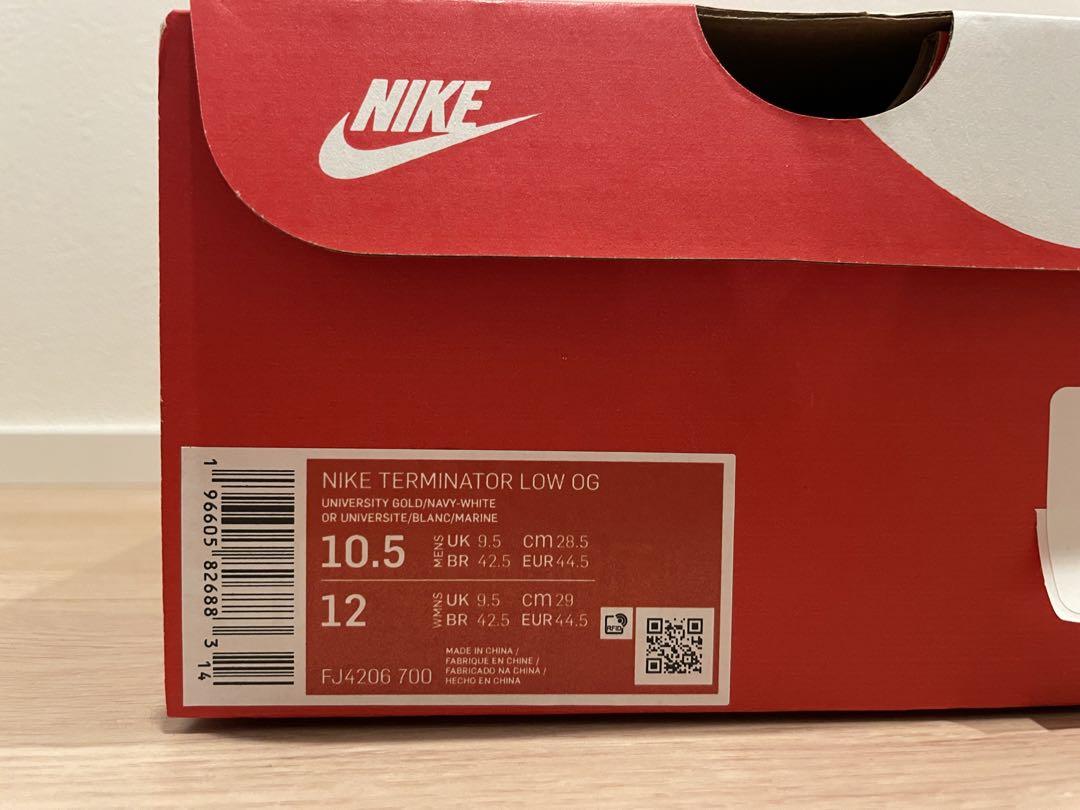 NIKE
NIKE TERMINATOR LOW OG
UNIVERSITY GOLD/NAVY-WHITE
OR UNIVERSITE/BLANC/MARINE
10.5 MENS UK 9.5 cm 28.5
BR 42.5 EUR 44.5
12 WMNS UK 9.5 cm 29
BR 42.5 EUR 44.5
RFID
MADE IN CHINA /
FABRIQUE EN CHINE /
FABRICADO NA CHINA /
HECHO EN CHINA
FJ4206 700
1 96605 82688 3 14